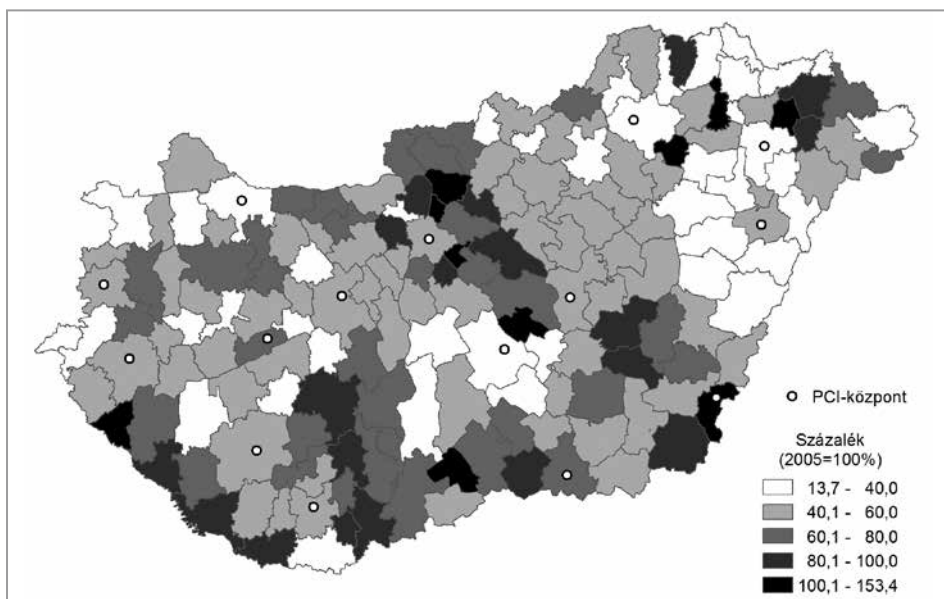 PCI-központ
Százalék
(2005=100%)
13,7 - 40,0
40,1 - 60,0
60,1 - 80,0
80,1 - 100,0
100,1 - 153,4